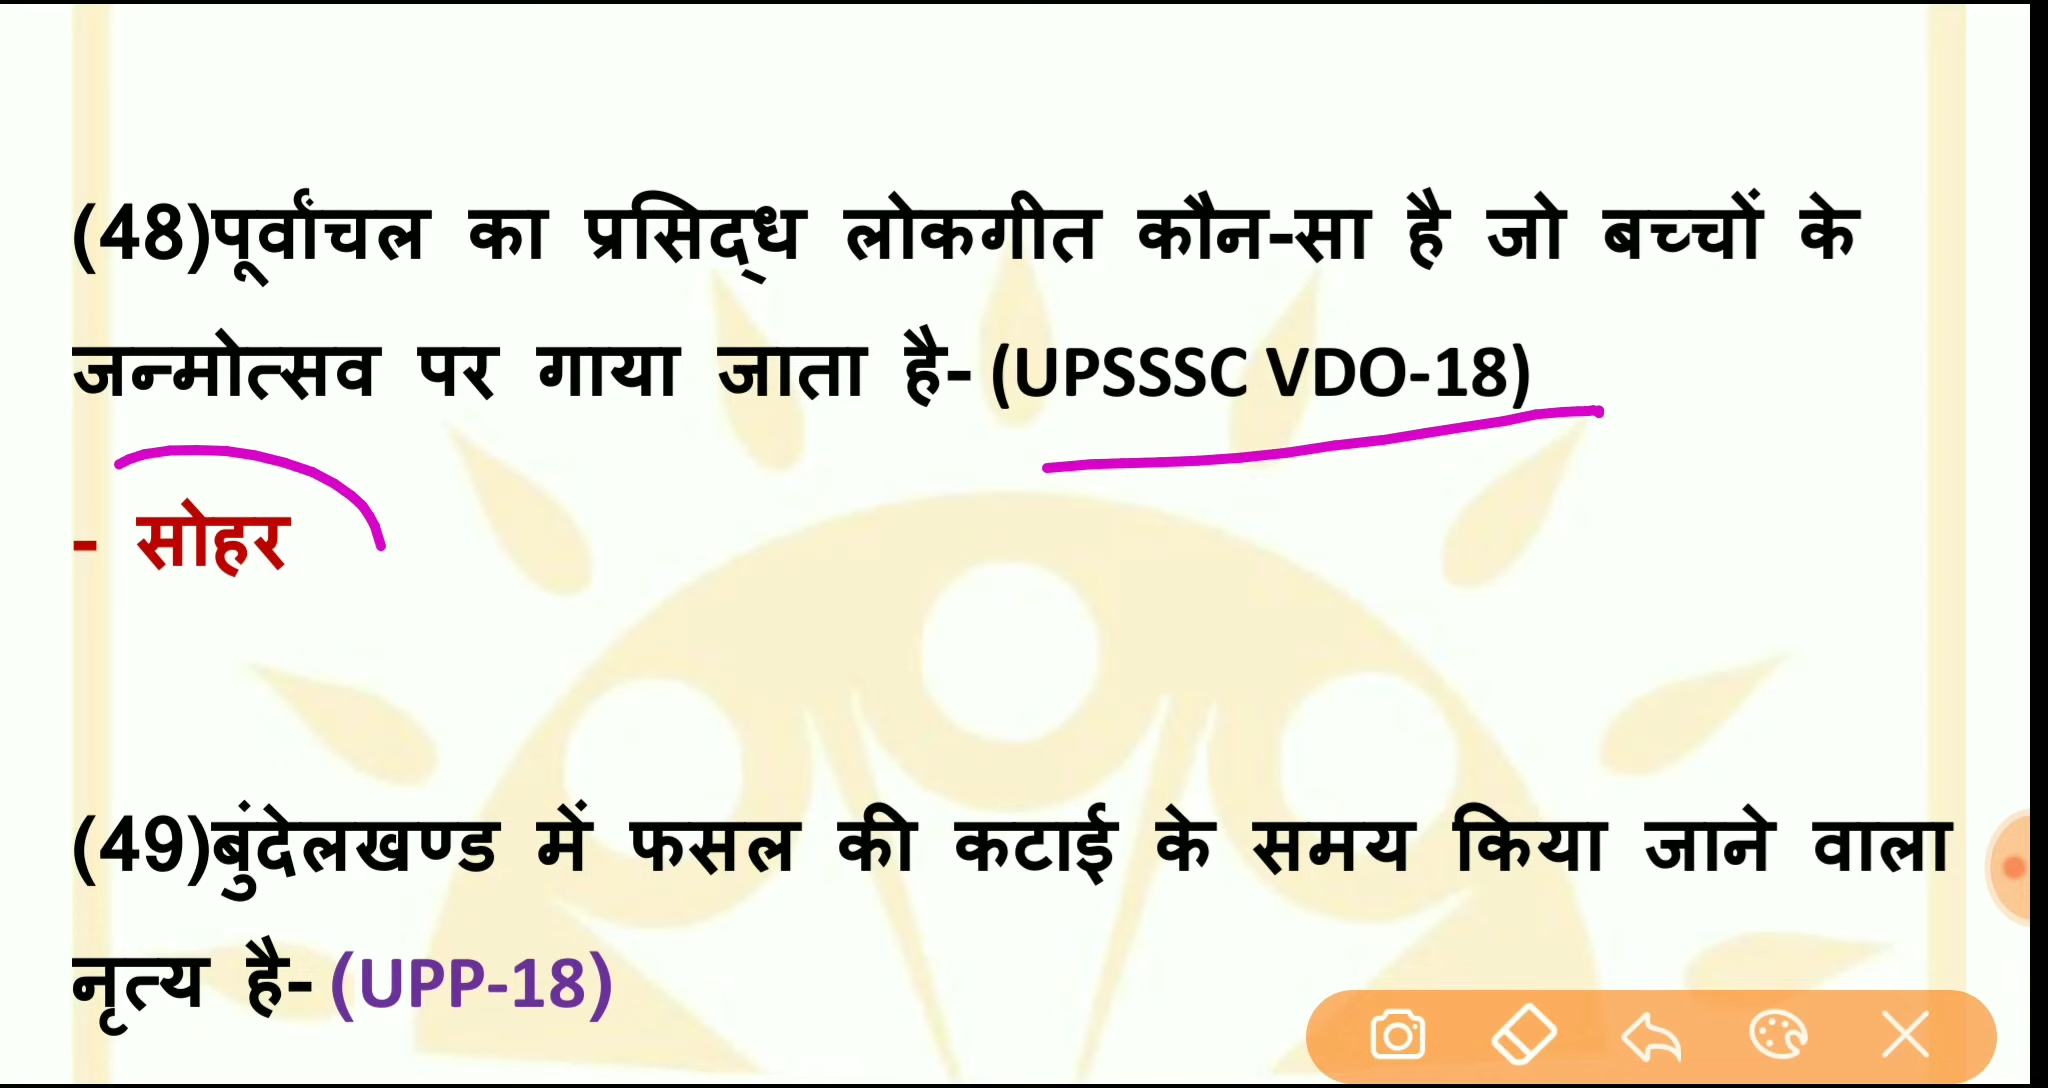 (48)पूर्वांचल का प्रसिद्ध लोकगीत कौन-सा है जो बच्चों के
जन्मोत्सव पर गाया जाता है- (UPSSSC VDO-18)
- सोहर
(49)बुंदेलखण्ड में फसल की कटाई के समय किया जाने वाला
नृत्य है- (UPP-18)